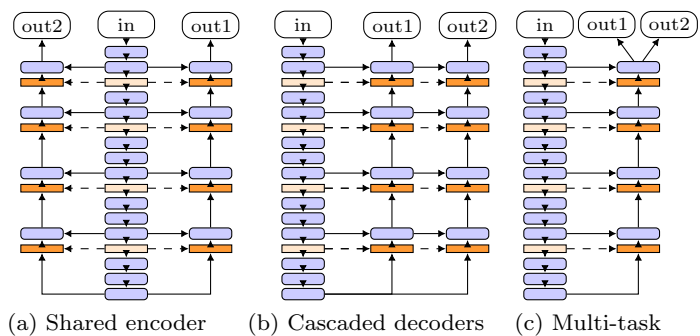 out2 in out1 in out1 out2 in out1 out2
(a) Shared encoder (b) Cascaded decoders (c) Multi-task